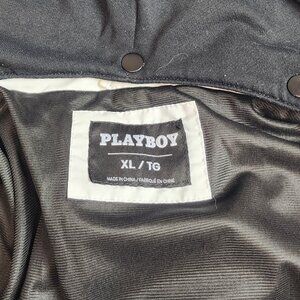 PLAYBOY
XL / TG
MADE IN CHINA / FABRIQUÉ EN CHINE